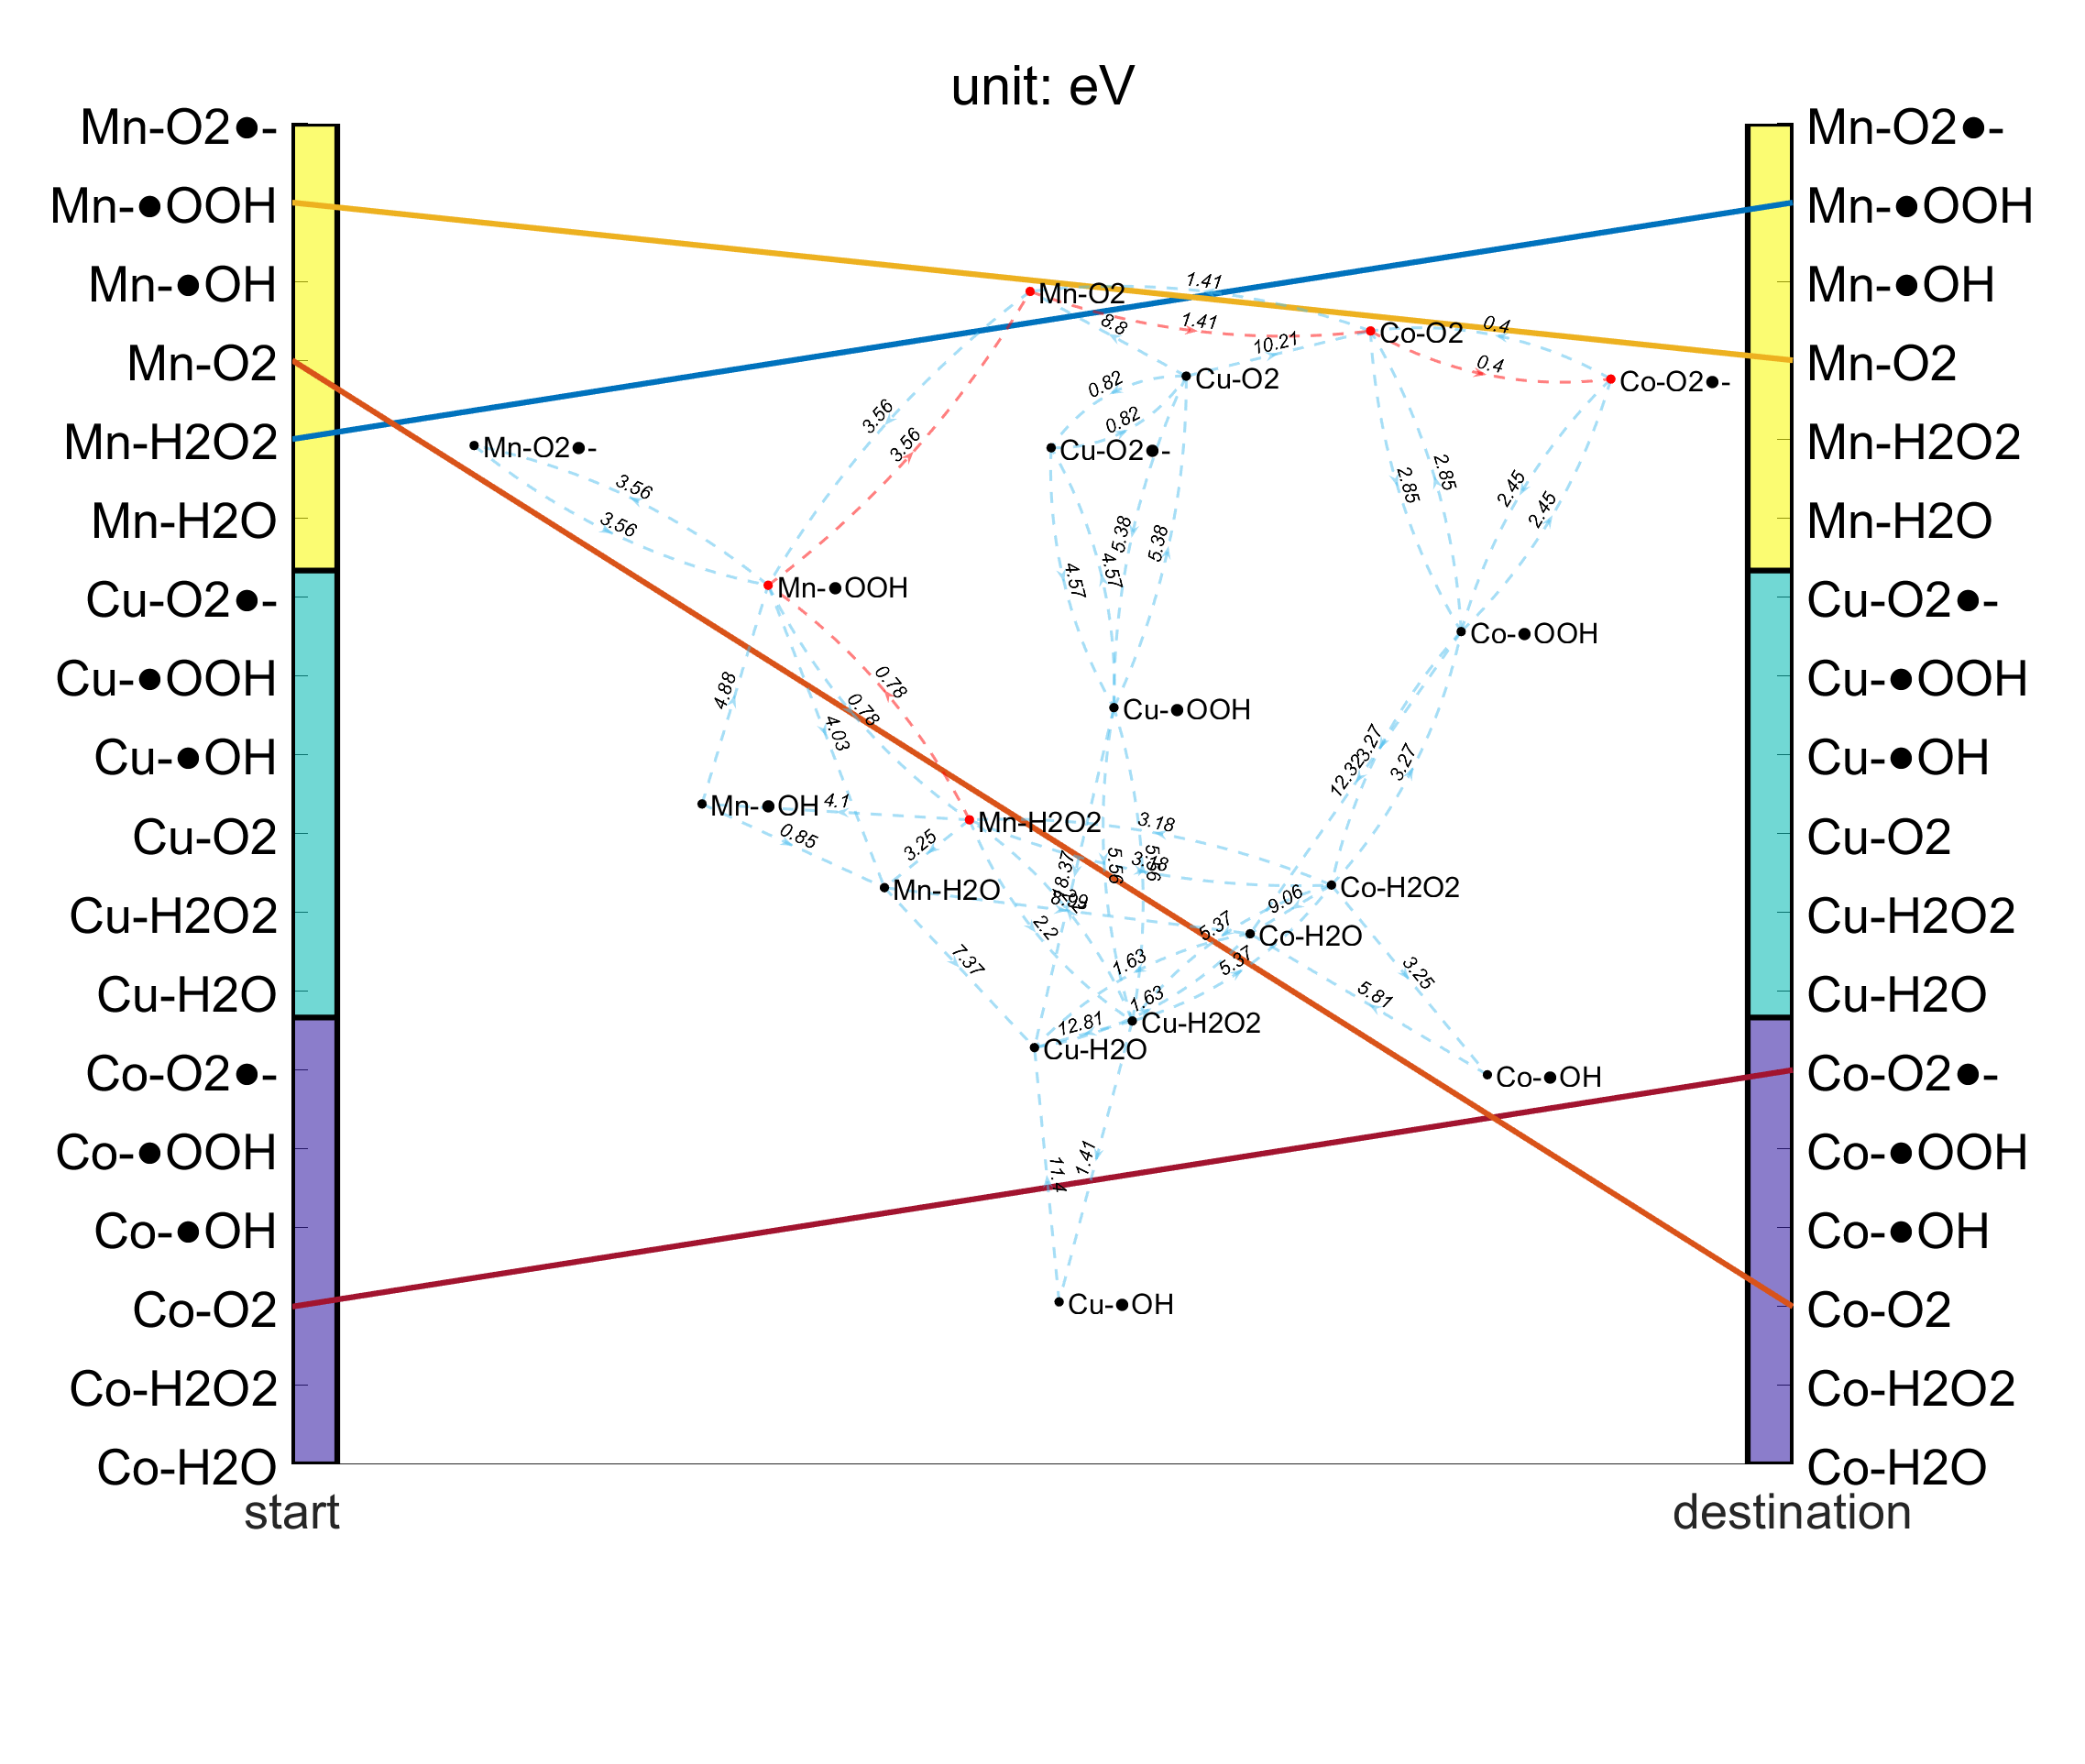 unit: eV
Mn-O2●-
Mn-●OOH
Mn-●OH
Mn-O2
Mn-H2O2
Mn-H2O
Cu-O2●-
Cu-●OOH
Cu-●OH
Cu-O2
Cu-H2O2
Cu-H2O
Co-O2●-
Co-●OOH
Co-●OH
Co-O2
Co-H2O2
Co-H2O
start
1.41
Mn-O2
1.41
8.8
10.21
Co-O2
0.4
0.4
Co-O2●-
Cu-O2
0.82
0.82
3.56
3.56
Mn-O2●-
Cu-O2●-
3.56
3.56
2.85
2.85
2.45
2.45
5.38
5.38
4.57
4.57
Mn-●OOH
Co-●OOH
0.78
0.78
4.88
4.03
Cu-●OOH
12.32
3.27
3.27
Mn-●OH
4.1
Mn-H2O2
3.18
0.85
3.25
3.18
8.37
5.56
5.56
Mn-H2O
Co-H2O2
9.06
2.2
5.37
Co-H2O
7.37
1.63
5.37
3.25
1.63
5.81
12.81
Cu-H2O2
Cu-H2O
Co-●OH
11.4
1.41
Cu-●OH
Mn-O2●-
Mn-●OOH
Mn-●OH
Mn-O2
Mn-H2O2
Mn-H2O
Cu-O2●-
Cu-●OOH
Cu-●OH
Cu-O2
Cu-H2O2
Cu-H2O
Co-O2●-
Co-●OOH
Co-●OH
Co-O2
Co-H2O2
Co-H2O
destination